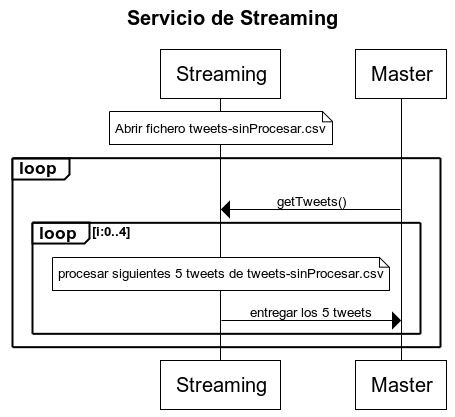 Servicio de Streaming
Streaming Master
Abrir fichero tweets-sinProcesar.csv
loop
getTweets()
loop [i:0..4]
procesar siguientes 5 tweets de tweets-sinProcesar.csv
entregar los 5 tweets
Streaming Master